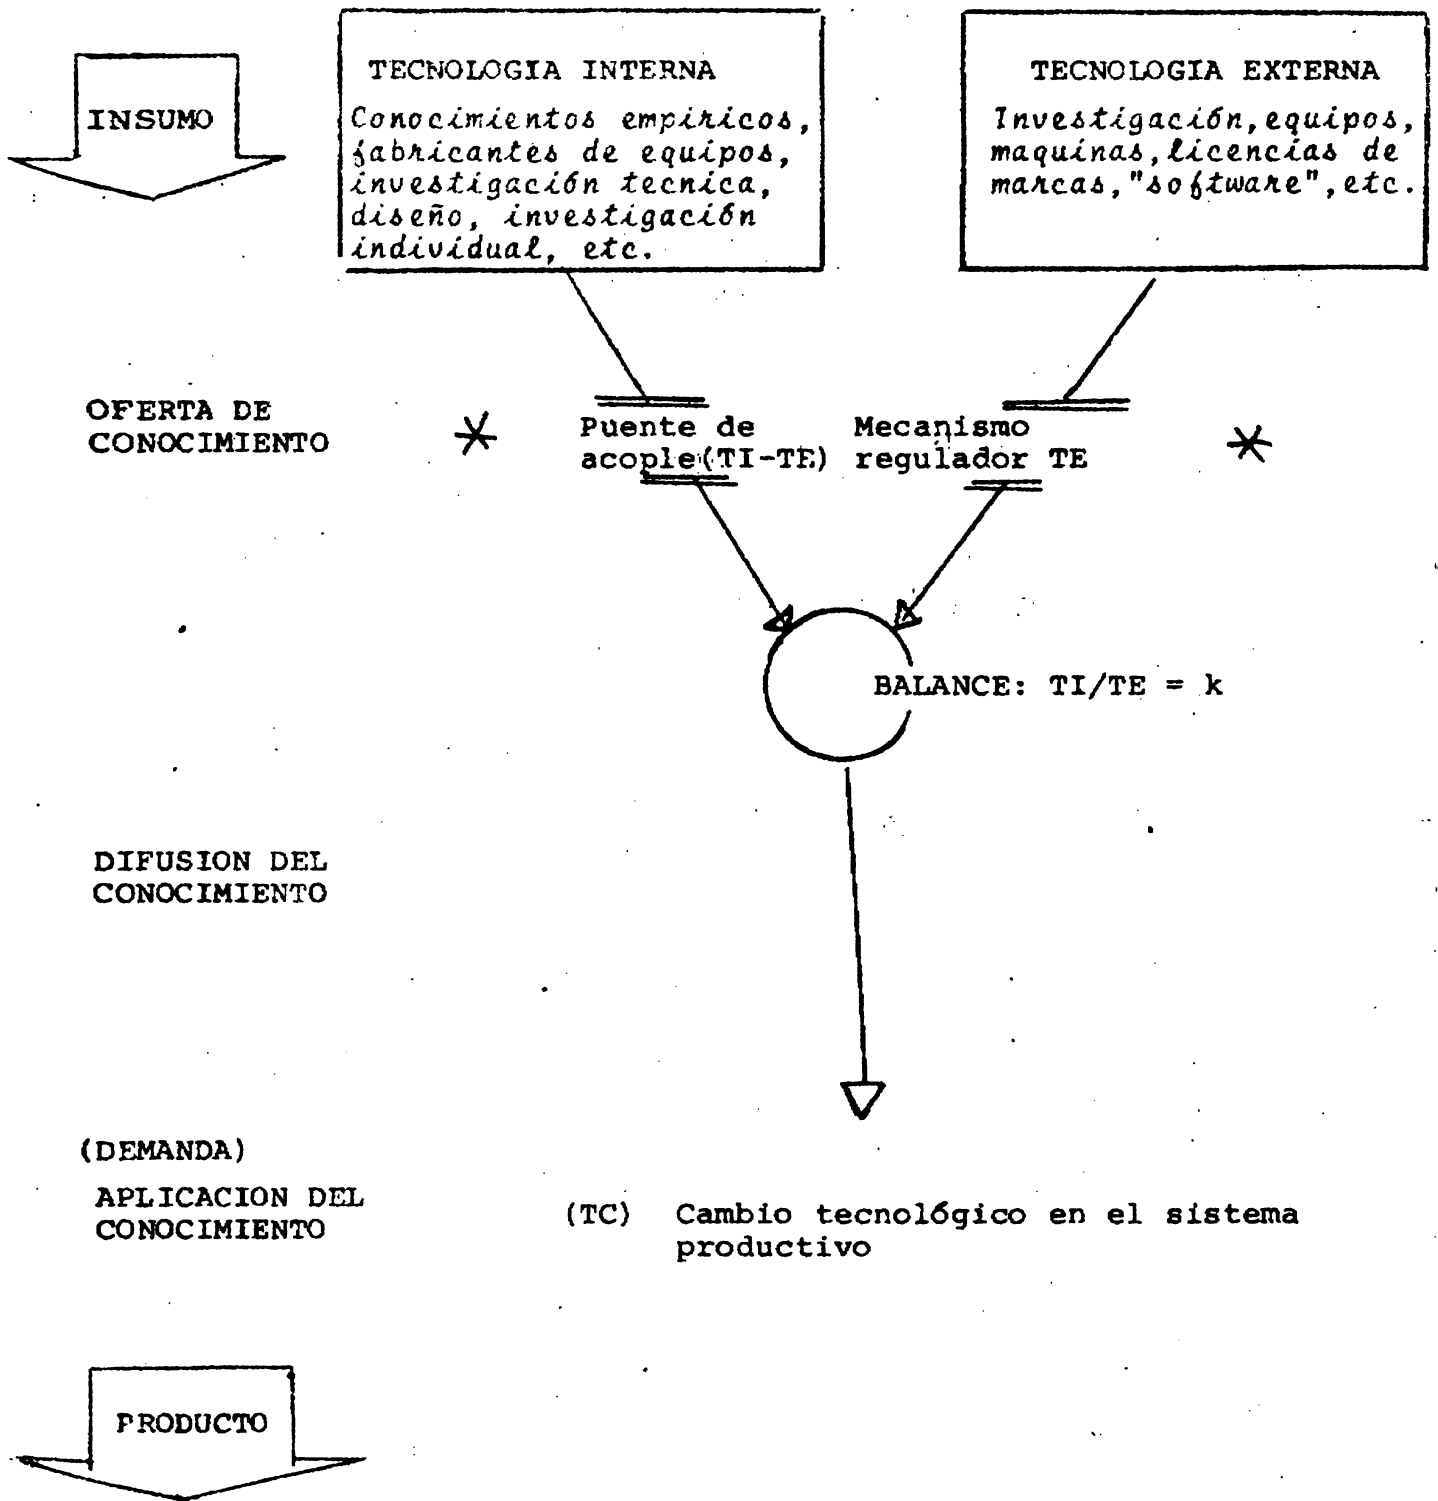 INSUMO
TECNOLOGIA INTERNA
Conocimientos empíricos,
fabricantes de equipos,
investigación tecnica,
diseño, investigación
individual, etc.
TECNOLOGIA EXTERNA
Investigación, equipos,
maquinas, licencias de
marcas, "software", etc.
OFERTA DE
CONOCIMIENTO
*
Puente de
acople(TI-TE)
Mecanismo
regulador TE
*
BALANCE: TI/TE = k
DIFUSION DEL
CONOCIMIENTO
(DEMANDA)
APLICACION DEL
CONOCIMIENTO
(TC) Cambio tecnológico en el sistema
productivo
PRODUCTO